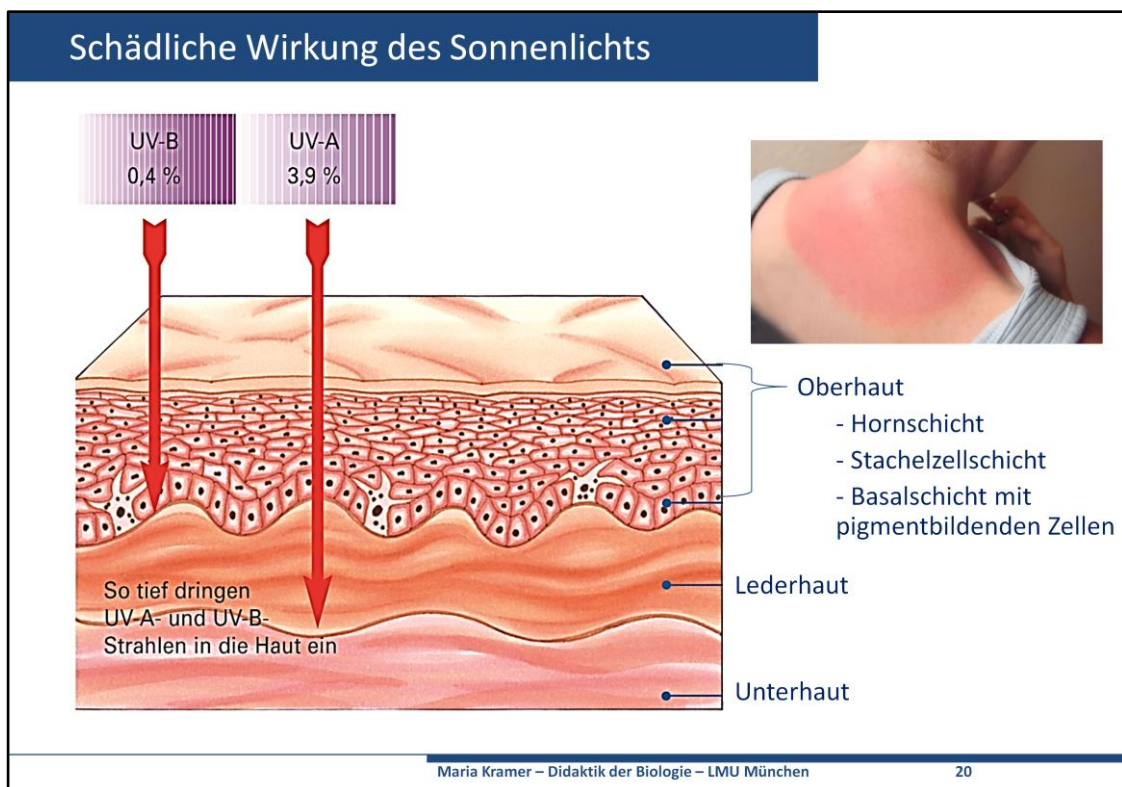 Schädliche Wirkung des Sonnenlichts
UV-B
0,4 %
UV-A
3,9 %
Oberhaut
- Hornschicht
- Stachelzellschicht
- Basalschicht mit
pigmentbildenden Zellen
So tief dringen
UV-A- und UV-B-
Strahlen in die Haut ein
Lederhaut
Unterhaut
Maria Kramer – Didaktik der Biologie – LMU München
20